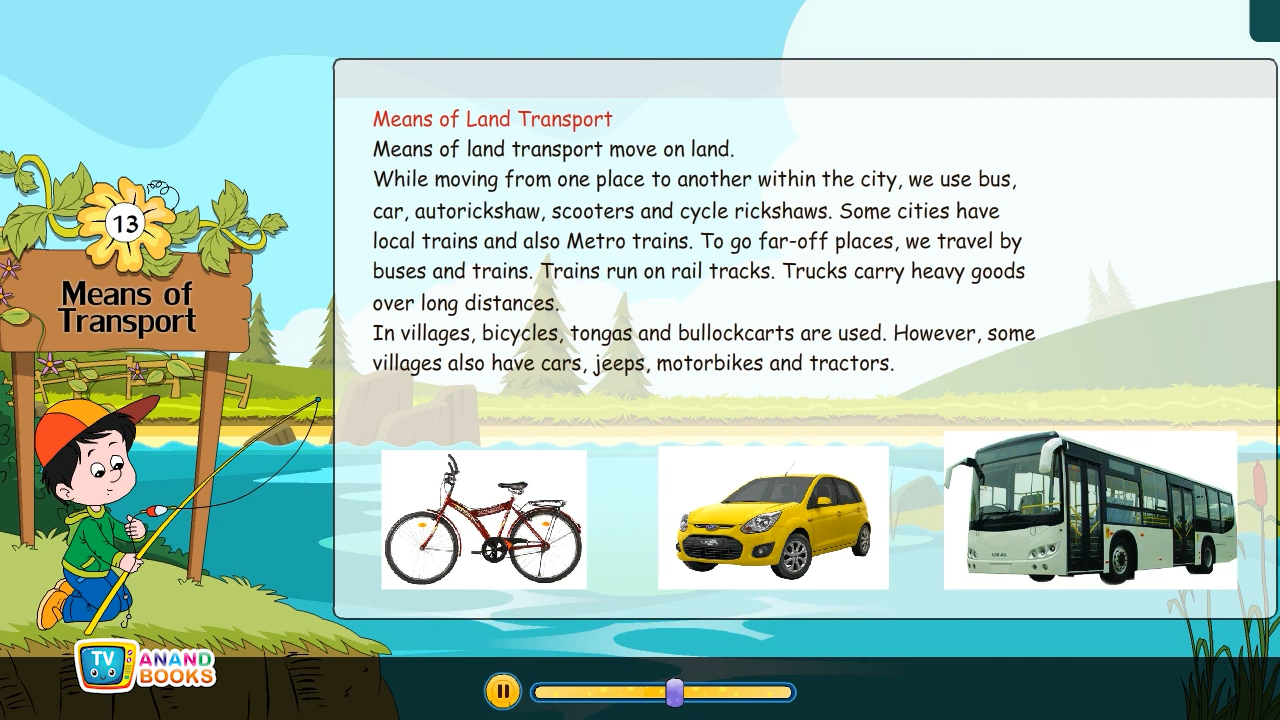 Means of Land Transport
Means of land transport move on land.
While moving from one place to another within the city, we use bus,
car, autorickshaw, scooters and cycle rickshaws. Some cities have
local trains and also Metro trains. To go far-off places, we travel by
buses and trains. Trains run on rail tracks. Trucks carry heavy goods
over long distances.
In villages, bicycles, tongas and bullockcarts are used. However, some
villages also have cars, jeeps, motorbikes and tractors.
13
Means of
Transport
TV
ANAND
BOOKS